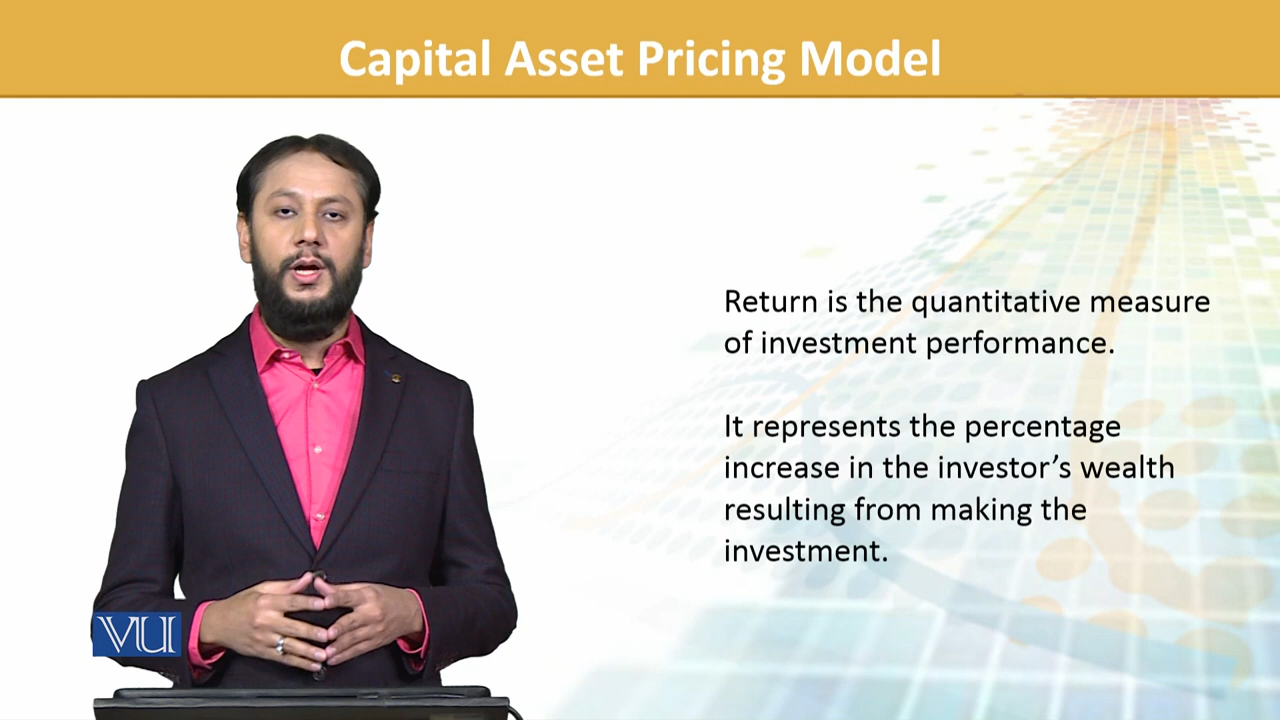 Capital Asset Pricing Model
Return is the quantitative measure
of investment performance.
It represents the percentage
increase in the investor’s wealth
resulting from making the
investment.
VU